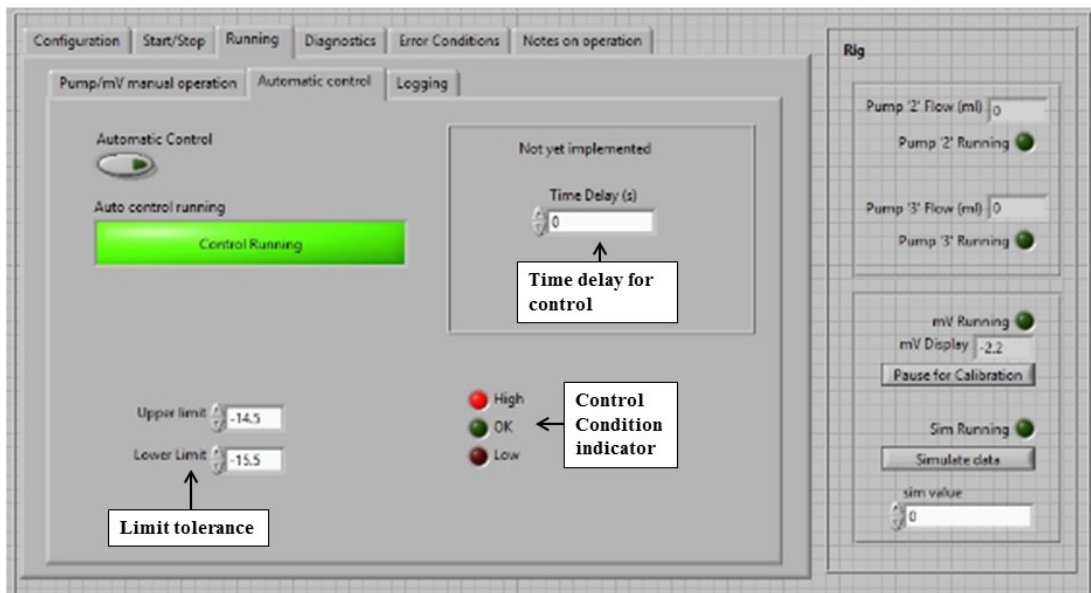 Configuration Start/Stop Running Diagnostics Error Conditions Notes on operation
Pump/mV manual operation Automatic control Logging
Automatic Control
Auto control running
Control Running
Not yet implemented
Time Delay (s)
0
Time delay for
control
Upper limit -14.5
Lower Limit -15.5
Limit tolerance
High
OK
Low
Control
Condition
indicator
Rig
Pump '2' Flow (ml) 0
Pump '2' Running
Pump '3' Flow (ml) 0
Pump '3' Running
mV Running
mV Display -2.2
Pause for Calibration
Sim Running
Simulate data
sim value
0